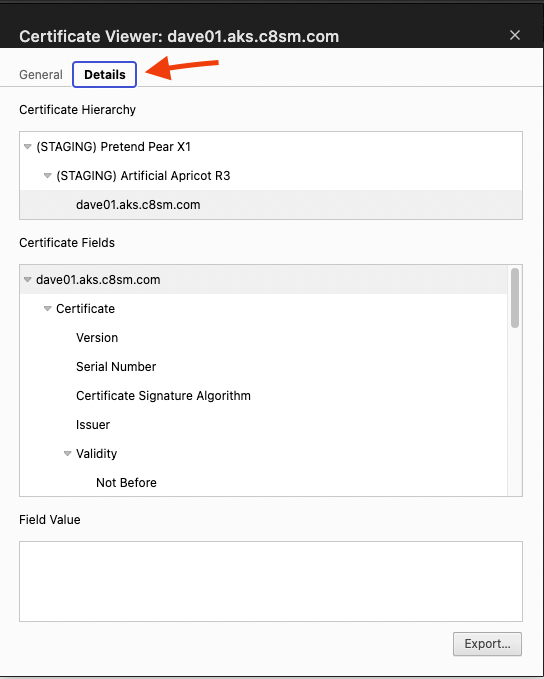 Certificate Viewer: dave01.aks.c8sm.com
General Details
Certificate Hierarchy
(STAGING) Pretend Pear X1
(STAGING) Artificial Apricot R3
dave01.aks.c8sm.com
Certificate Fields
dave01.aks.c8sm.com
Certificate
Version
Serial Number
Certificate Signature Algorithm
Issuer
Validity
Not Before
Field Value
Export...